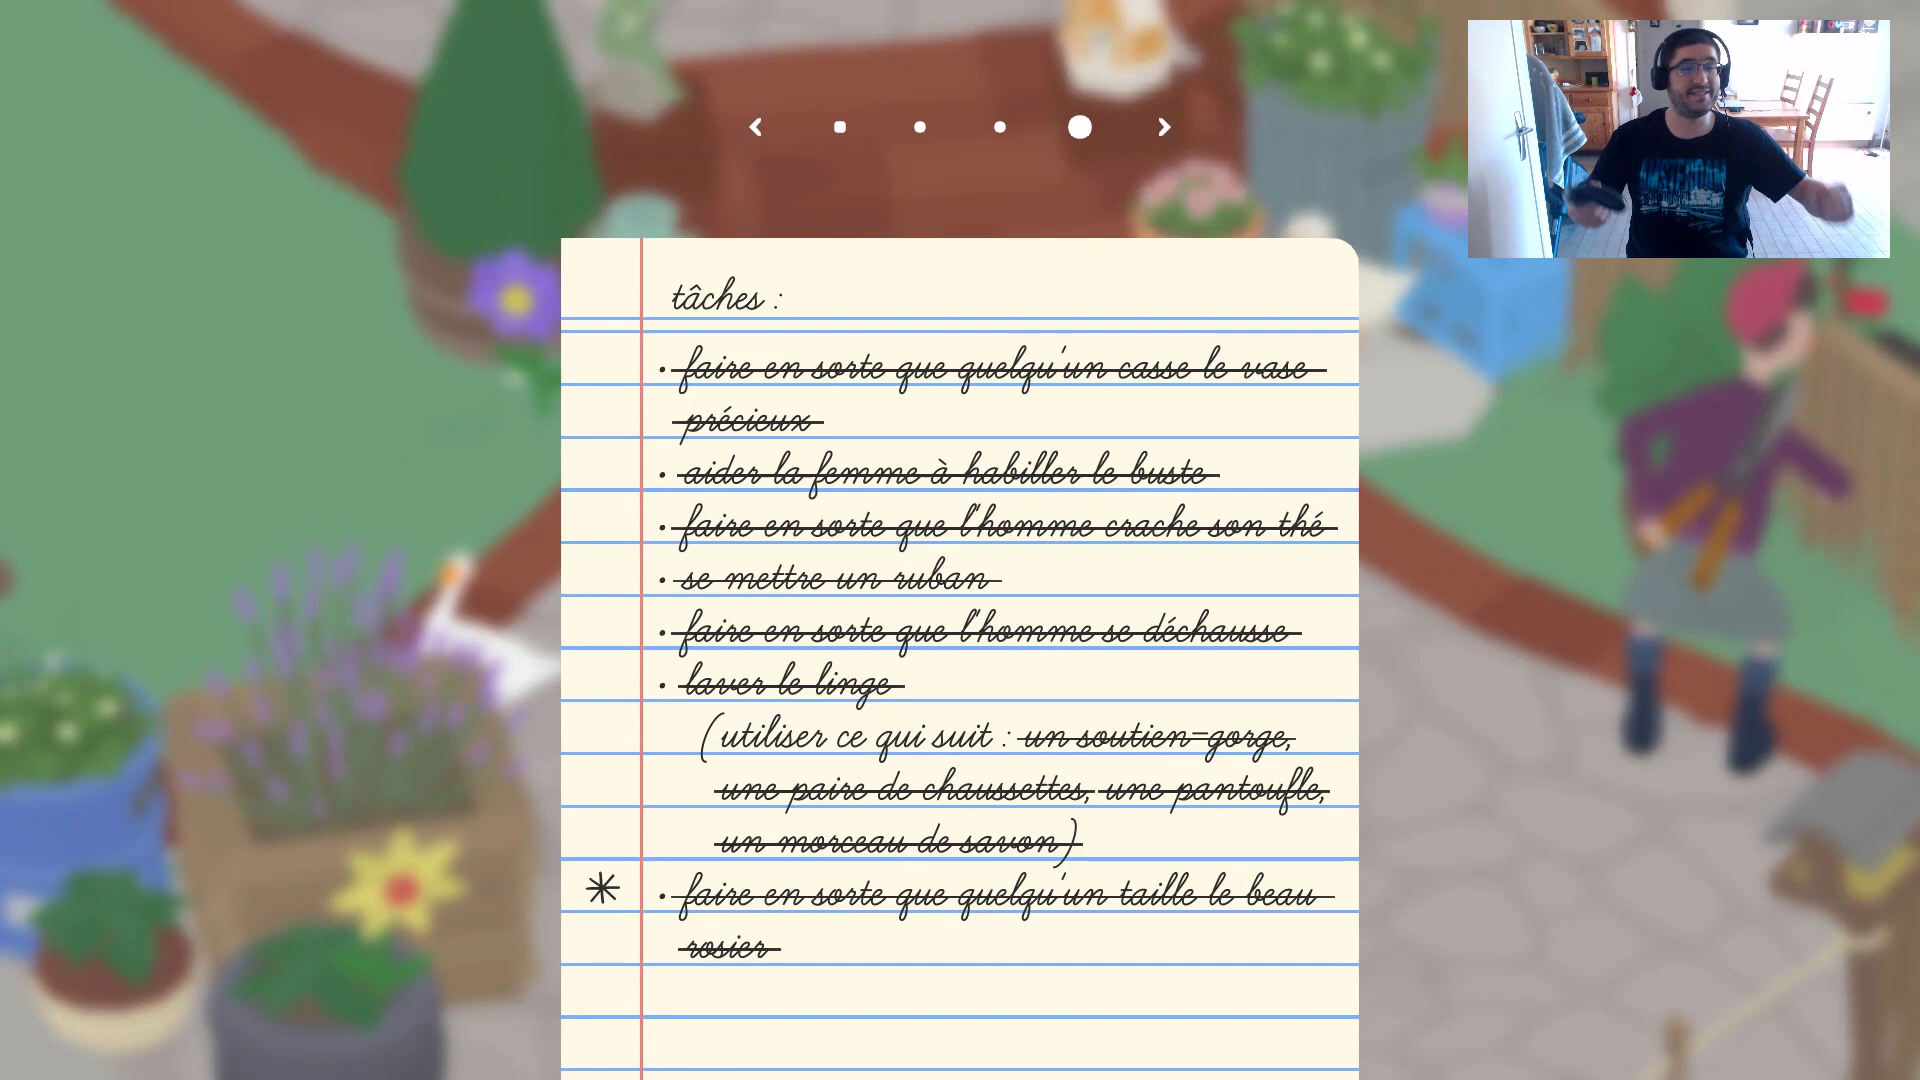 tâches :
• faire en sorte que quelqu'un casse le vase
précieux
• aider la femme à habiller le buste
• faire en sorte que l'homme crache son thé
• se mettre un ruban
• faire en sorte que l'homme se déchausse
• laver le linge
(utiliser ce qui suit : un soutien-gorge,
une paire de chaussettes, une pantoufle,
un morceau de savon)
• faire en sorte que quelqu'un taille le beau
rosier
AMSTERDAM